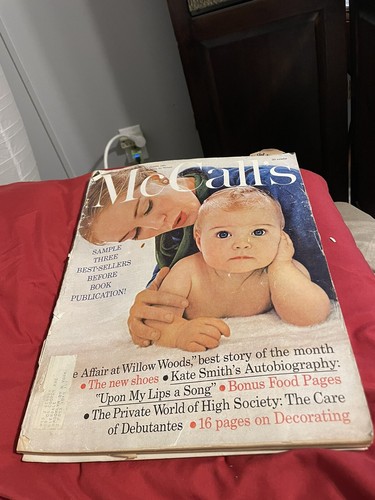 McCall's
SAMPLE
THREE
BEST-SELLERS
BEFORE
BOOK
PUBLICATION!
e Affair at Willow Woods," best story of the month
• The new shoes • Kate Smith's Autobiography:
"Upon My Lips a Song" • Bonus Food Pages
• The Private World of High Society: The Care
of Debutantes • 16 pages on Decorating